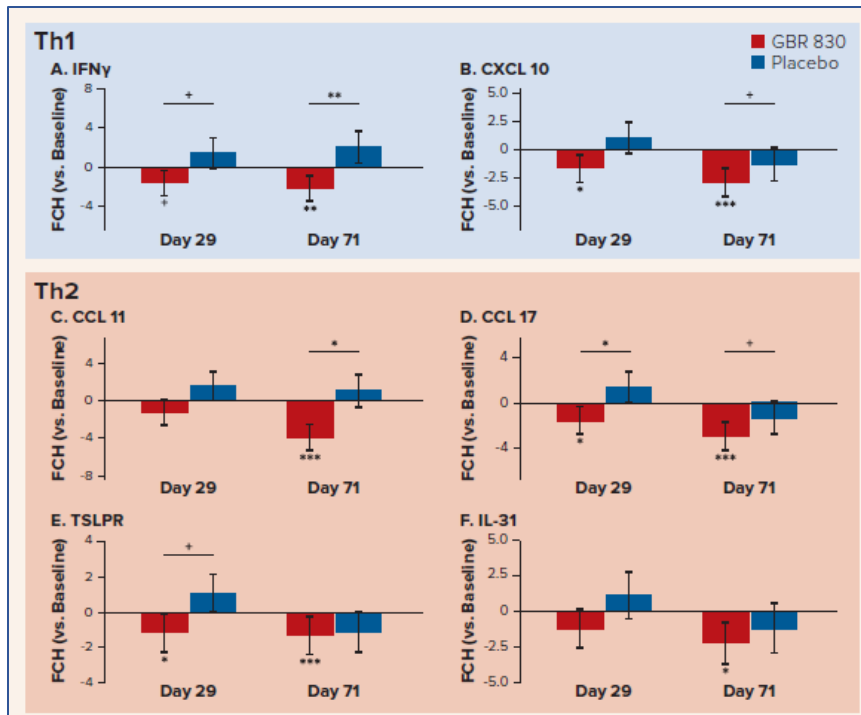 Th1
GBR 830
Placebo
A. IFNγ
FCH (vs. Baseline)
8
4
0
-4
+
**
+
**
Day 29
Day 71
B. CXCL 10
FCH (vs. Baseline)
5.0
2.5
0
-2.5
-5.0
+
*
***
Day 29
Day 71
Th2
C. CCL 11
FCH (vs. Baseline)
4
0
-4
-8
*
***
Day 29
Day 71
D. CCL 17
FCH (vs. Baseline)
4
0
-4
*
+
*
***
Day 29
Day 71
E. TSLPR
FCH (vs. Baseline)
4
2
0
-2
-4
+
*
***
Day 29
Day 71
F. IL-31
FCH (vs. Baseline)
5.0
2.5
0
-2.5
-5.0
*
Day 29
Day 71